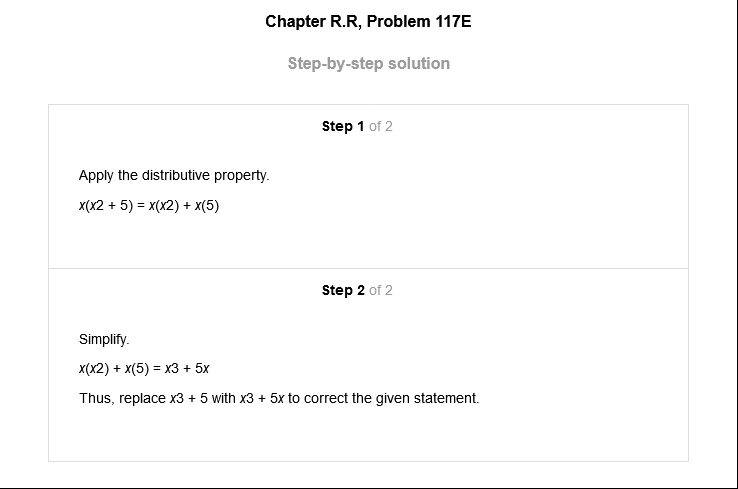 Chapter R.R, Problem 117E
Step-by-step solution
Step 1 of 2
Apply the distributive property.
x(x2 + 5) = x(x2) + x(5)
Step 2 of 2
Simplify.
x(x2) + x(5) = x3 + 5x
Thus, replace x3 + 5 with x3 + 5x to correct the given statement.